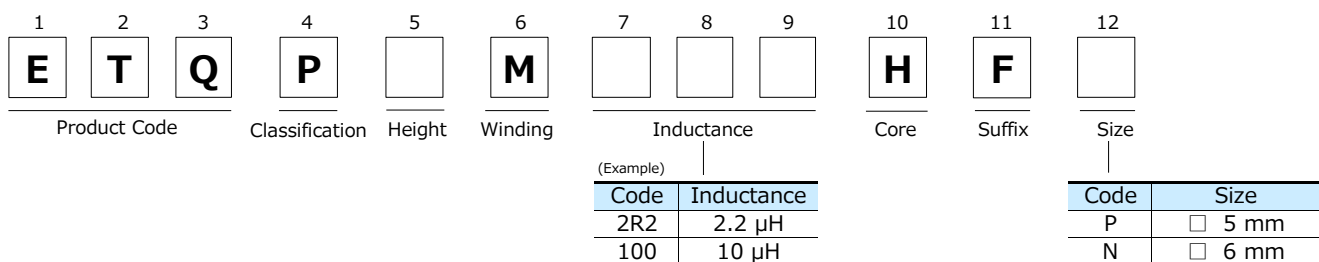 1 2 3 4 5 6 7 8 9 10 11 12
E T Q P M H F
Product Code Classification Height Winding Inductance Core Suffix Size
(Example)
Code Inductance Code Size
2R2 2.2 µH P □ 5 mm
100 10 µH N □ 6 mm